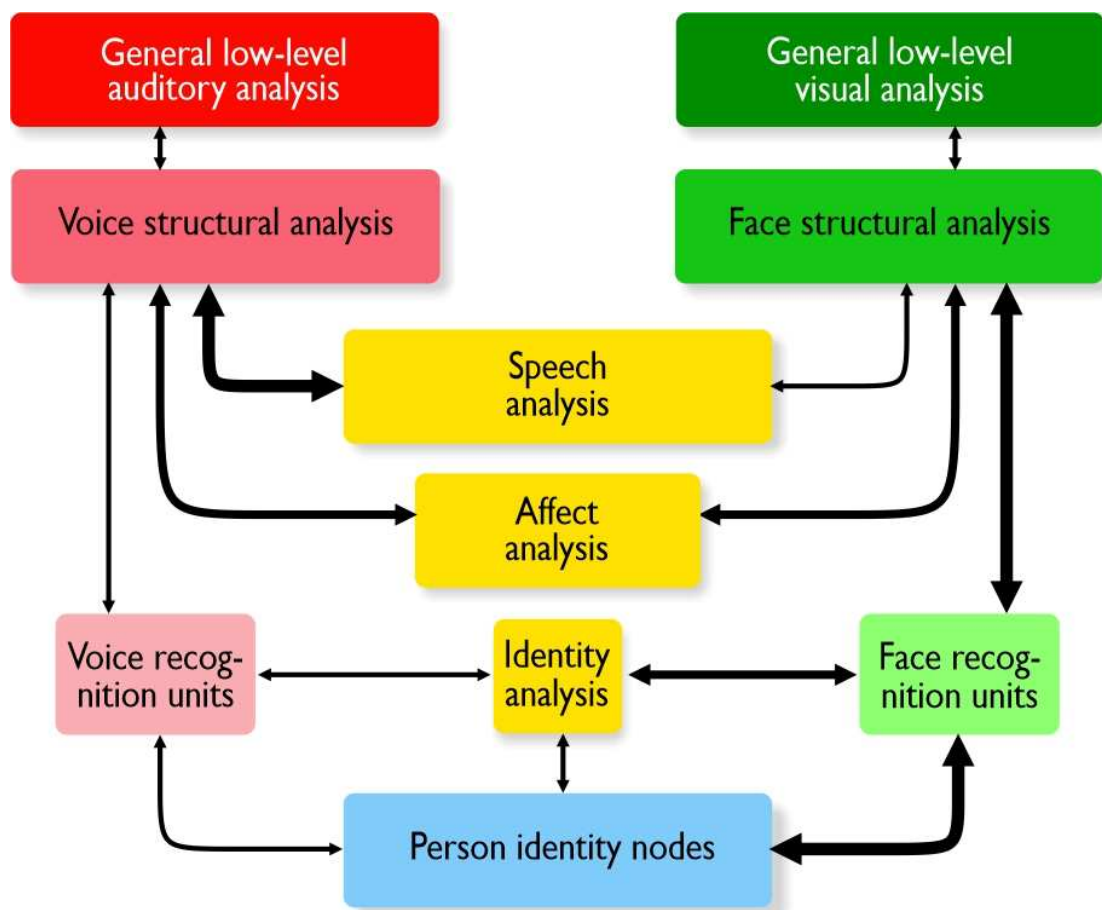 General low-level
auditory analysis
General low-level
visual analysis
Voice structural analysis
Face structural analysis
Speech
analysis
Affect
analysis
Voice recog-
nition units
Identity
analysis
Face recog-
nition units
Person identity nodes